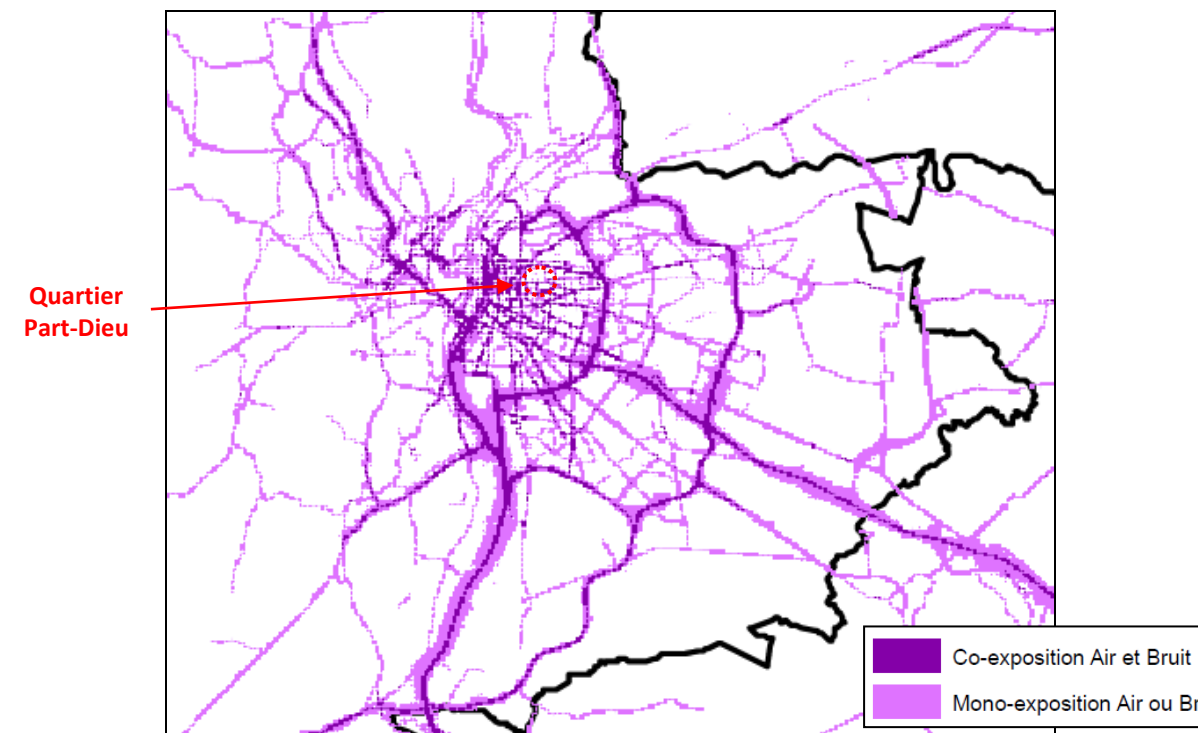 Quartier
Part-Dieu
Co-exposition Air et Bruit
Mono-exposition Air ou Br